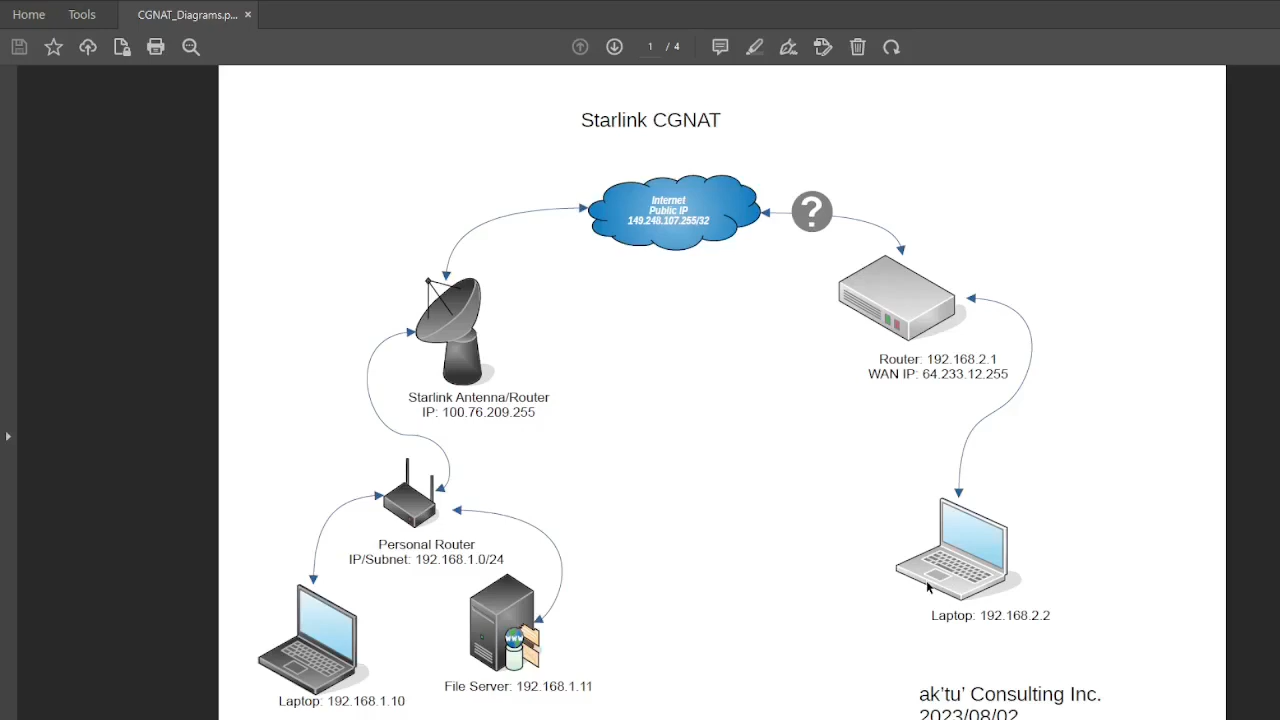 Home
Tools
CGNAT_Diagrams.p...
×
1 / 4
Starlink CGNAT
Internet
Public IP
149.248.107.255/32
?
Router: 192.168.2.1
WAN IP: 64.233.12.255
Starlink Antenna/Router
IP: 100.76.209.255
Personal Router
IP/Subnet: 192.168.1.0/24
Laptop: 192.168.2.2
File Server: 192.168.1.11
Laptop: 192.168.1.10
ak'tu' Consulting Inc.
2023/08/02